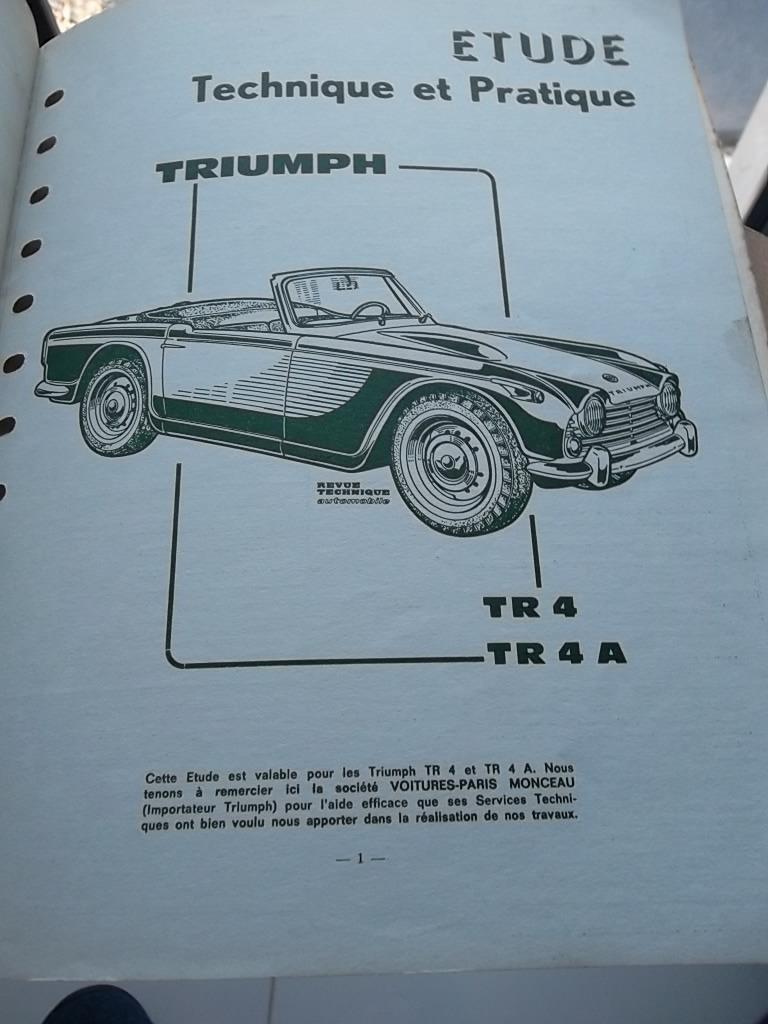 ETUDE
Technique et Pratique
TRIUMPH
TRIUMPH
REVUE
TECHNIQUE
automobile
TR 4
TR 4 A
Cette Etude est valable pour les Triumph TR 4 et TR 4 A. Nous
tenons à remercier ici la société VOITURES-PARIS MONCEAU
(Importateur Triumph) pour l'aide efficace que ses Services Techni-
ques ont bien voulu nous apporter dans la réalisation de nos travaux.
— 1 —